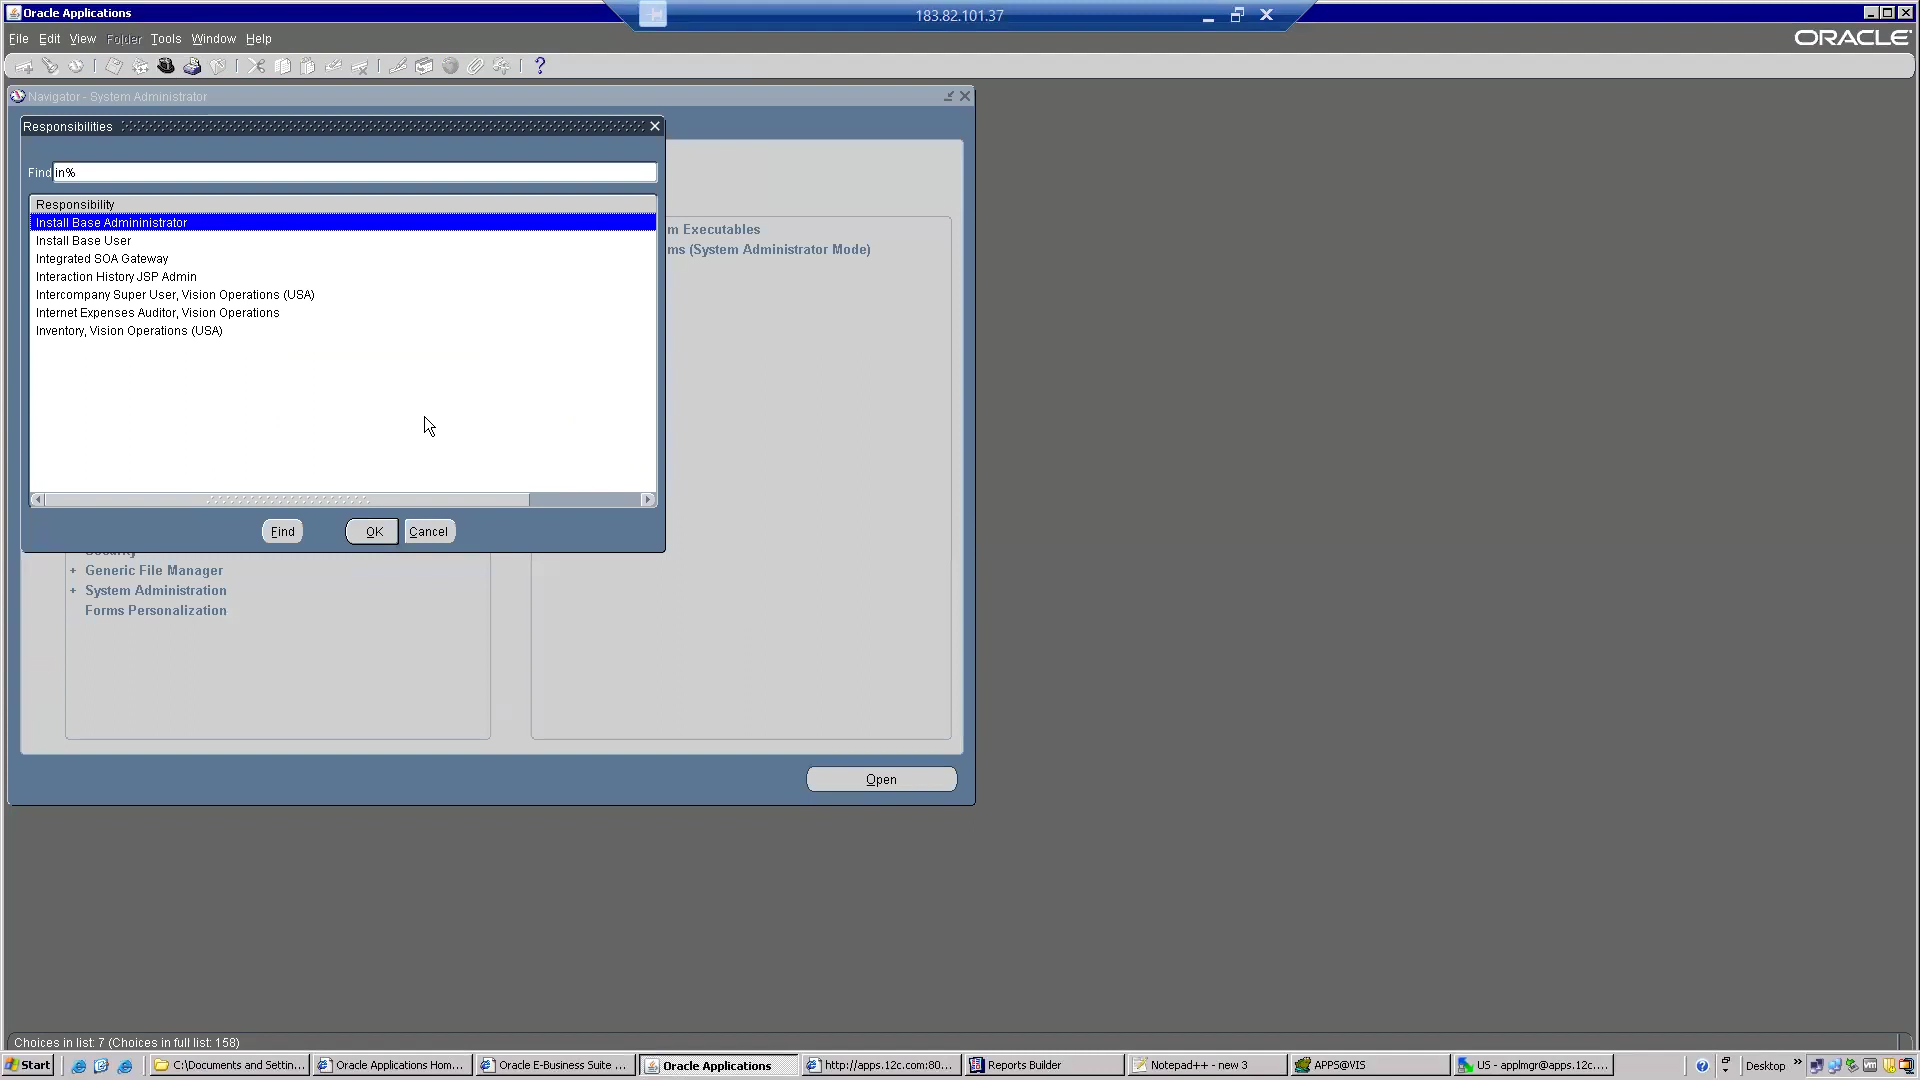 Oracle Applications
183.82.101.37
File Edit View Folder Tools Window Help
ORACLE
Navigator - System Administrator
Responsibilities
Find in%
Responsibility
Install Base Admininistrator
Install Base User
Integrated SOA Gateway
Interaction History JSP Admin
Intercompany Super User, Vision Operations (USA)
Internet Expenses Auditor, Vision Operations
Inventory, Vision Operations (USA)
m Executables
ms (System Administrator Mode)
Find OK Cancel
Security
+ Generic File Manager
+ System Administration
Forms Personalization
Open
Choices in list: 7 (Choices in full list: 158)
Start C:\Documents and Settin... Oracle Applications Hom... Oracle E-Business Suite ... Oracle Applications http://apps.12c.com:80... Reports Builder Notepad++ - new 3 APPS@VIS US - applmgr@apps.12c.... Desktop